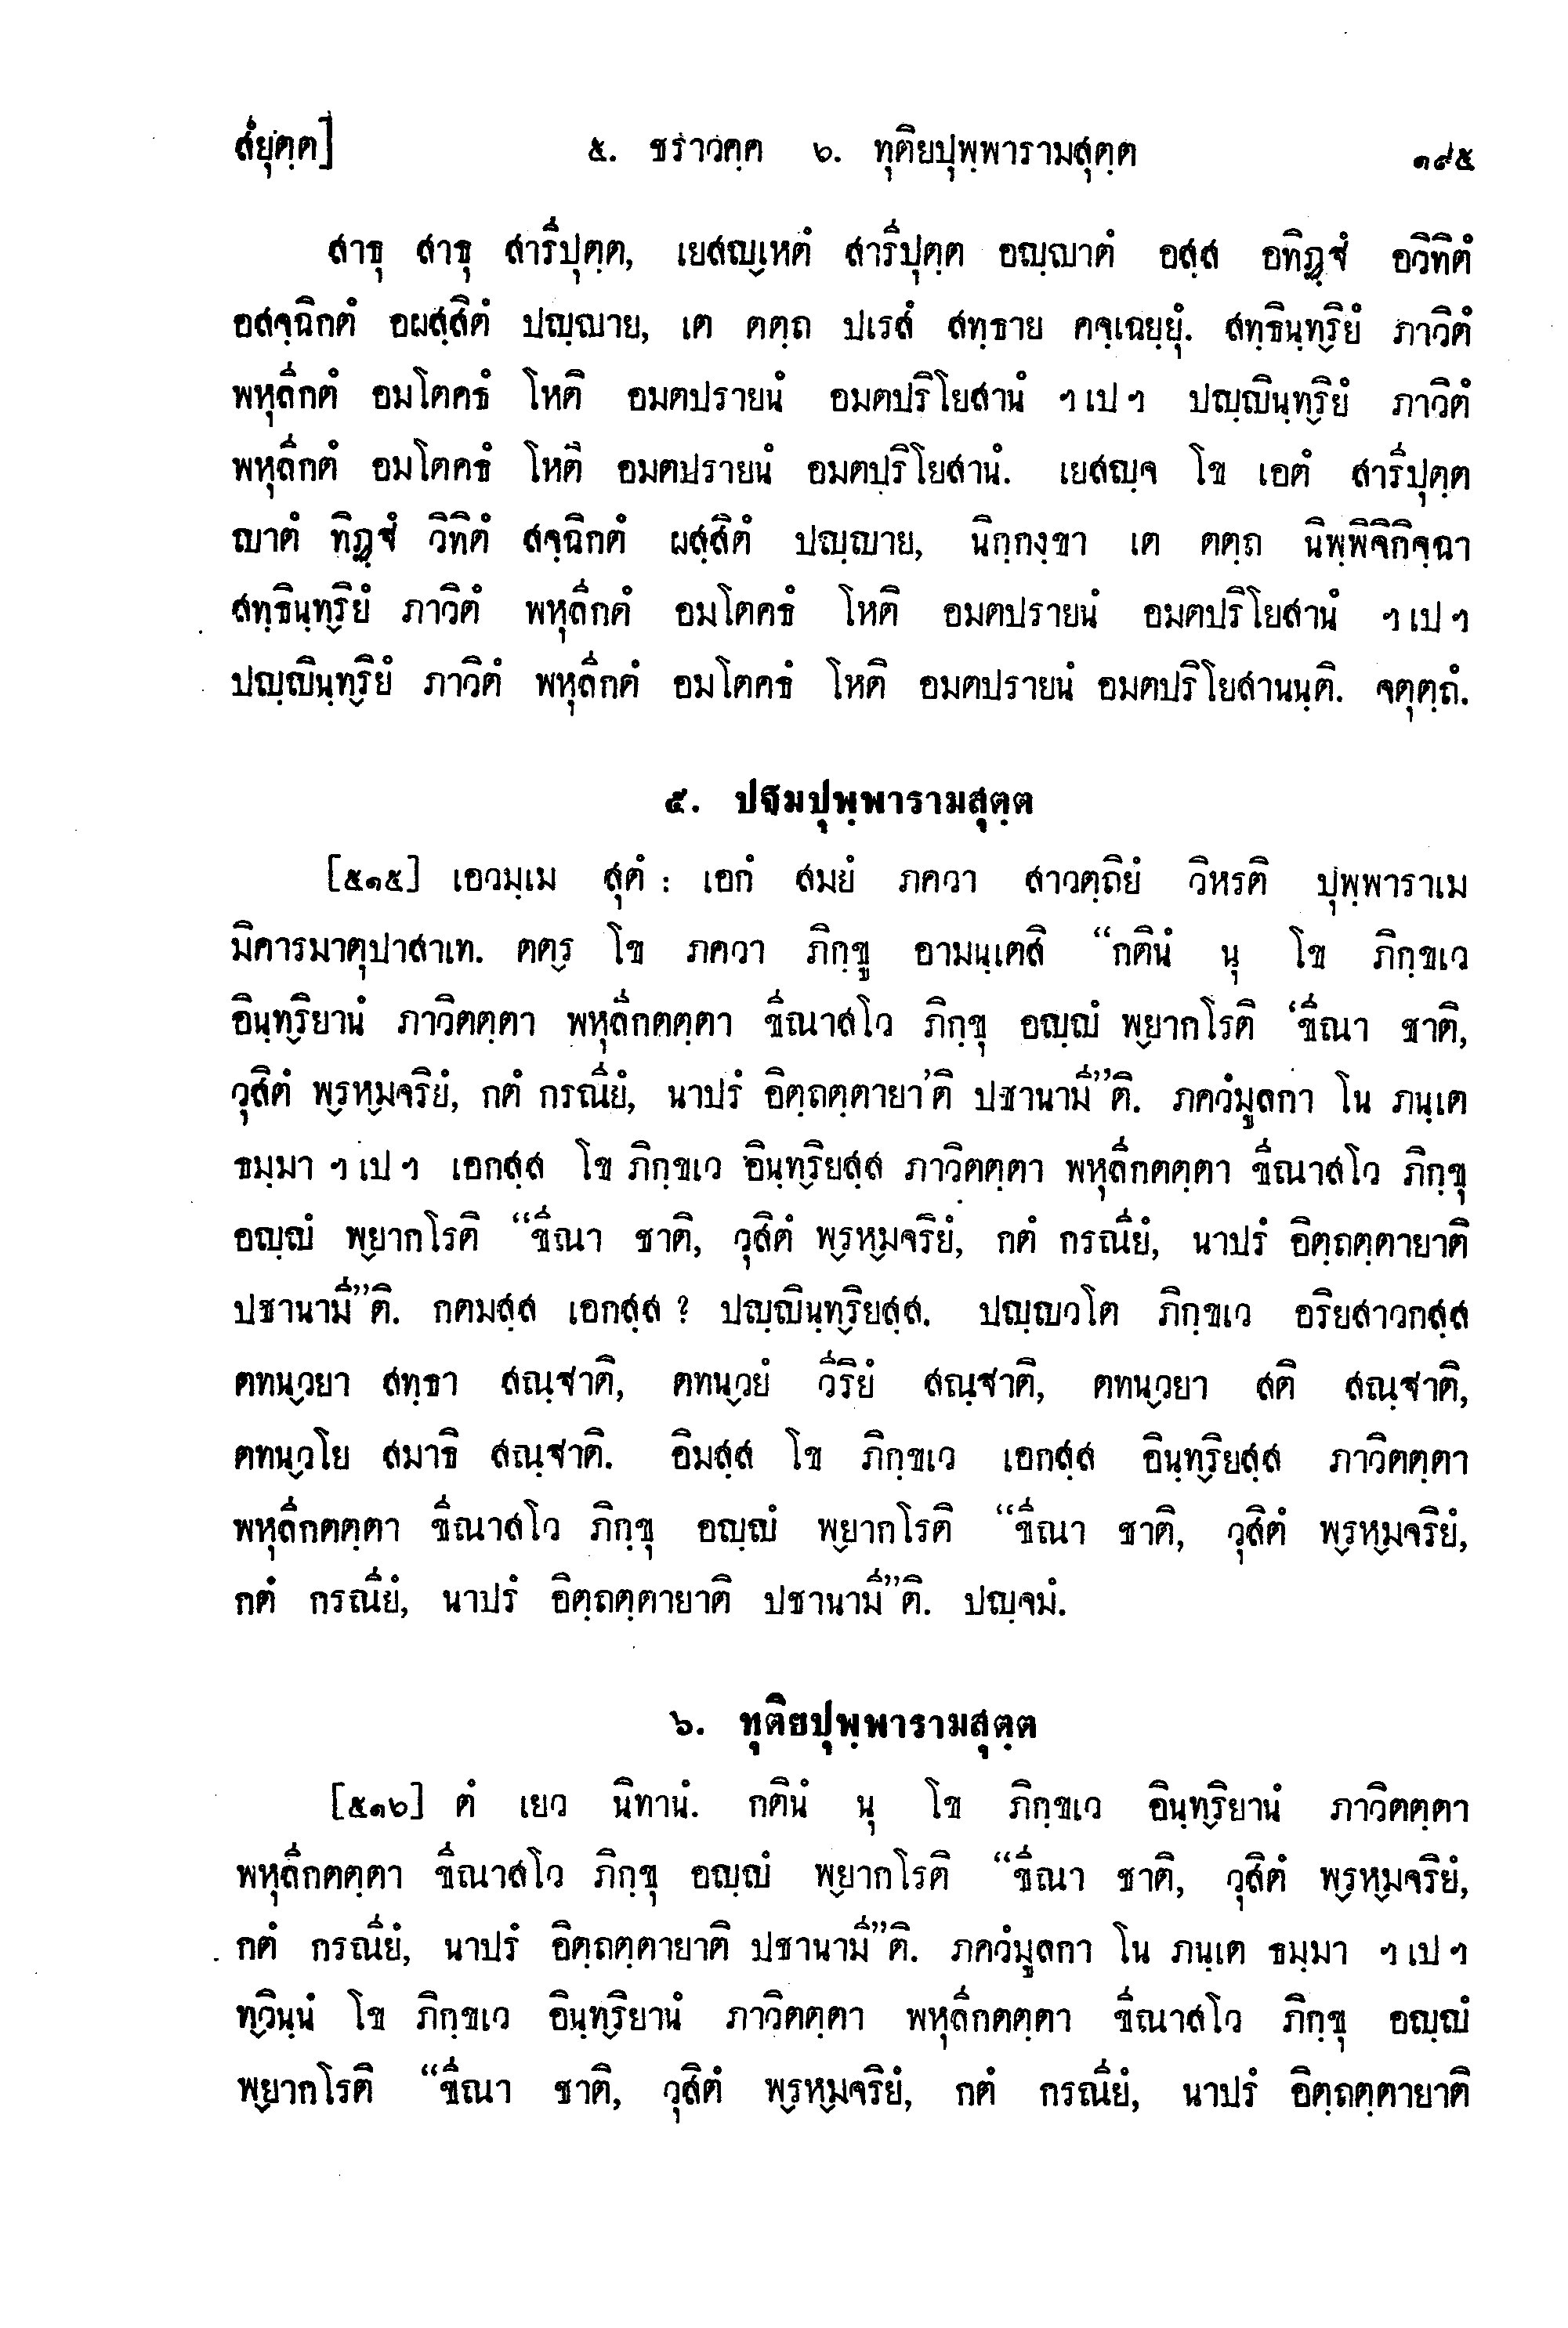 สํยุตฺต]  ๕. ชราวคฺค  ๖. ทุติยปุพฺพารามสุตฺต  ๑๙๕
สาธุ สาธุ สารีปุตฺต, เยสญฺเหตํ สารีปุตฺต อญฺญาตํ อสฺส อทิฏฺฐํ อวิทิตํ
อสจฺฉิกตํ อผสฺสิตํ ปญฺญาย, เต ตตฺถ ปเรสํ สทฺธาย คจฺเฉยฺยุํ. สทฺธินฺทฺริยํ ภาวิตํ
พหุลีกตํ อมโตคธํ โหติ อมตปรายนํ อมตปริโยสานํ ฯ เป ฯ ปญฺญินฺทฺริยํ ภาวิตํ
พหุลีกตํ อมโตคธํ โหติ อมตปรายนํ อมตปริโยสานํ. เยสญฺจ โข เอตํ สารีปุตฺต
ญาตํ ทิฏฺฐํ วิทิตํ สจฺฉิกตํ ผสฺสิตํ ปญฺญาย, นิกฺกงฺขา เต ตตฺถ นิพฺพิจิกิจฺฉา
สทฺธินฺทฺริยํ ภาวิตํ พหุลีกตํ อมโตคธํ โหติ อมตปรายนํ อมตปริโยสานํ ฯ เป ฯ
ปญฺญินฺทฺริยํ ภาวิตํ พหุลีกตํ อมโตคธํ โหติ อมตปรายนํ อมตปริโยสานนฺติ. จตุตฺถํ.
๕. ปฐมปุพฺพารามสุตฺต
[๕๑๕] เอวมฺเม สุตํ : เอกํ สมยํ ภควา สาวตฺถิยํ วิหรติ ปุพฺพาราเม
มิคารมาตุปาสาเท. ตตฺร โข ภควา ภิกฺขู อามนฺเตสิ “กตินํ นุ โข ภิกฺขเว
อินฺทฺริยานํ ภาวิตตฺตา พหุลีกตตฺตา ขีณาสโว ภิกฺขุ อญฺญํ พฺยากโรติ ‘ขีณา ชาติ,
วุสิตํ พฺรหฺมจริยํ, กตํ กรณียํ, นาปรํ อิตฺถตฺตายา’ติ ปชานามี”ติ. ภควํมูลกา โน ภนฺเต
ธมฺมา ฯ เป ฯ เอกสฺส โข ภิกฺขเว อินฺทฺริยสฺส ภาวิตตฺตา พหุลีกตตฺตา ขีณาสโว ภิกฺขุ
อญฺญํ พฺยากโรติ “ขีณา ชาติ, วุสิตํ พฺรหฺมจริยํ, กตํ กรณียํ, นาปรํ อิตฺถตฺตายาติ
ปชานามี”ติ. กตมสฺส เอกสฺส ? ปญฺญินฺทฺริยสฺส. ปญฺญวโต ภิกฺขเว อริยสาวกสฺส
ตทนฺวยา สทฺธา สณฺฐาติ, ตทนฺวยํ วีริยํ สณฺฐาติ, ตทนฺวยา สติ สณฺฐาติ,
ตทนฺวโย สมาธิ สณฺฐาติ. อิมสฺส โข ภิกฺขเว เอกสฺส อินฺทฺริยสฺส ภาวิตตฺตา
พหุลีกตตฺตา ขีณาสโว ภิกฺขุ อญฺญํ พฺยากโรติ “ขีณา ชาติ, วุสิตํ พฺรหฺมจริยํ,
กตํ กรณียํ, นาปรํ อิตฺถตฺตายาติ ปชานามี”ติ. ปญฺจมํ.
๖. ทุติยปุพฺพารามสุตฺต
[๕๑๖] ตํ เยว นิทานํ. กตินํ นุ โข ภิกฺขเว อินฺทฺริยานํ ภาวิตตฺตา
พหุลีกตตฺตา ขีณาสโว ภิกฺขุ อญฺญํ พฺยากโรติ “ขีณา ชาติ, วุสิตํ พฺรหฺมจริยํ,
กตํ กรณียํ, นาปรํ อิตฺถตฺตายาติ ปชานามี”ติ. ภควํมูลกา โน ภนฺเต ธมฺมา ฯ เป ฯ
ทฺวินฺนํ โข ภิกฺขเว อินฺทฺริยานํ ภาวิตตฺตา พหุลีกตตฺตา ขีณาสโว ภิกฺขุ อญฺญํ
พฺยากโรติ “ขีณา ชาติ, วุสิตํ พฺรหฺมจริยํ, กตํ กรณียํ, นาปรํ อิตฺถตฺตายาติ